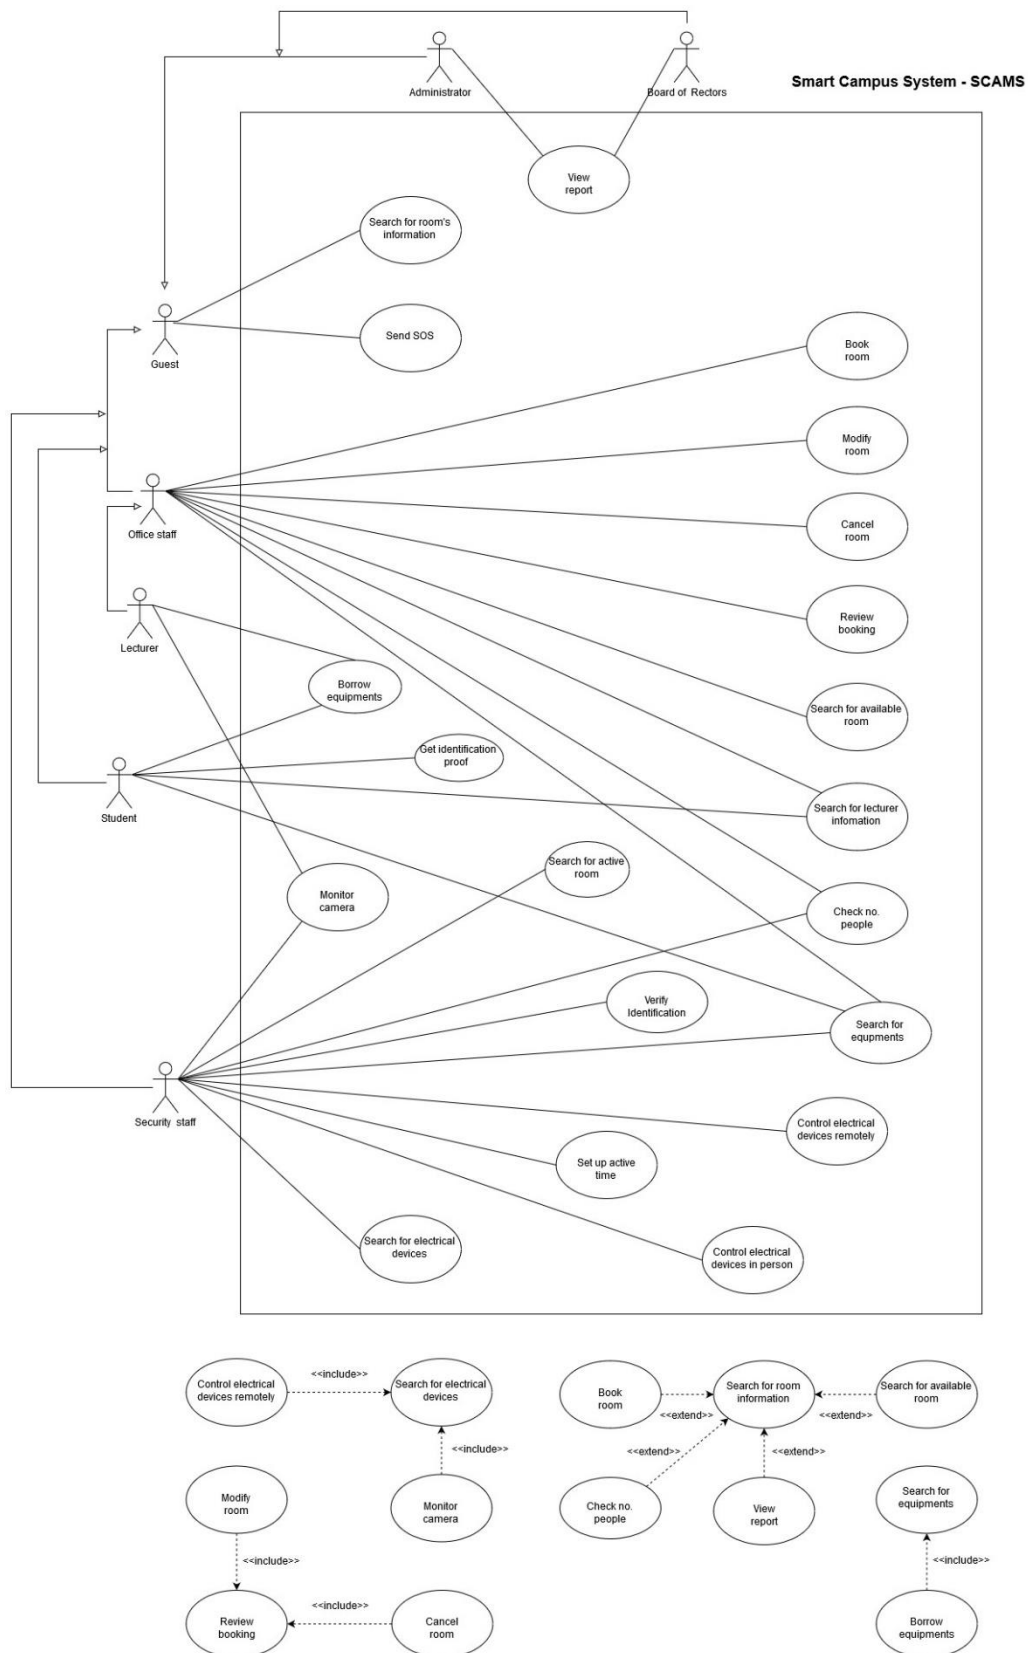 Administrator
Board of Rectors
Smart Campus System - SCAMS
View
report
Search for room's
information
Send SOS
Guest
Book
room
Modify
room
Office staff
Cancel
room
Lecturer
Review
booking
Borrow
equipments
Search for available
room
Get identification
proof
Student
Search for lecturer
infomation
Search for active
room
Monitor
camera
Check no.
people
Verify
Identification
Search for
equpments
Security staff
Control electrical
devices remotely
Set up active
time
Search for electrical
devices
Control electrical
devices in person
Control electrical
devices remotely
<<include>>
Search for electrical
devices
<<include>>
Monitor
camera
Modify
room
<<include>>
Review
booking
<<include>>
Cancel
room
Book
room
<<extend>>
Search for room
information
<<extend>>
Search for available
room
<<extend>>
<<extend>>
Check no.
people
View
report
Search for
equipments
<<include>>
Borrow
equipments